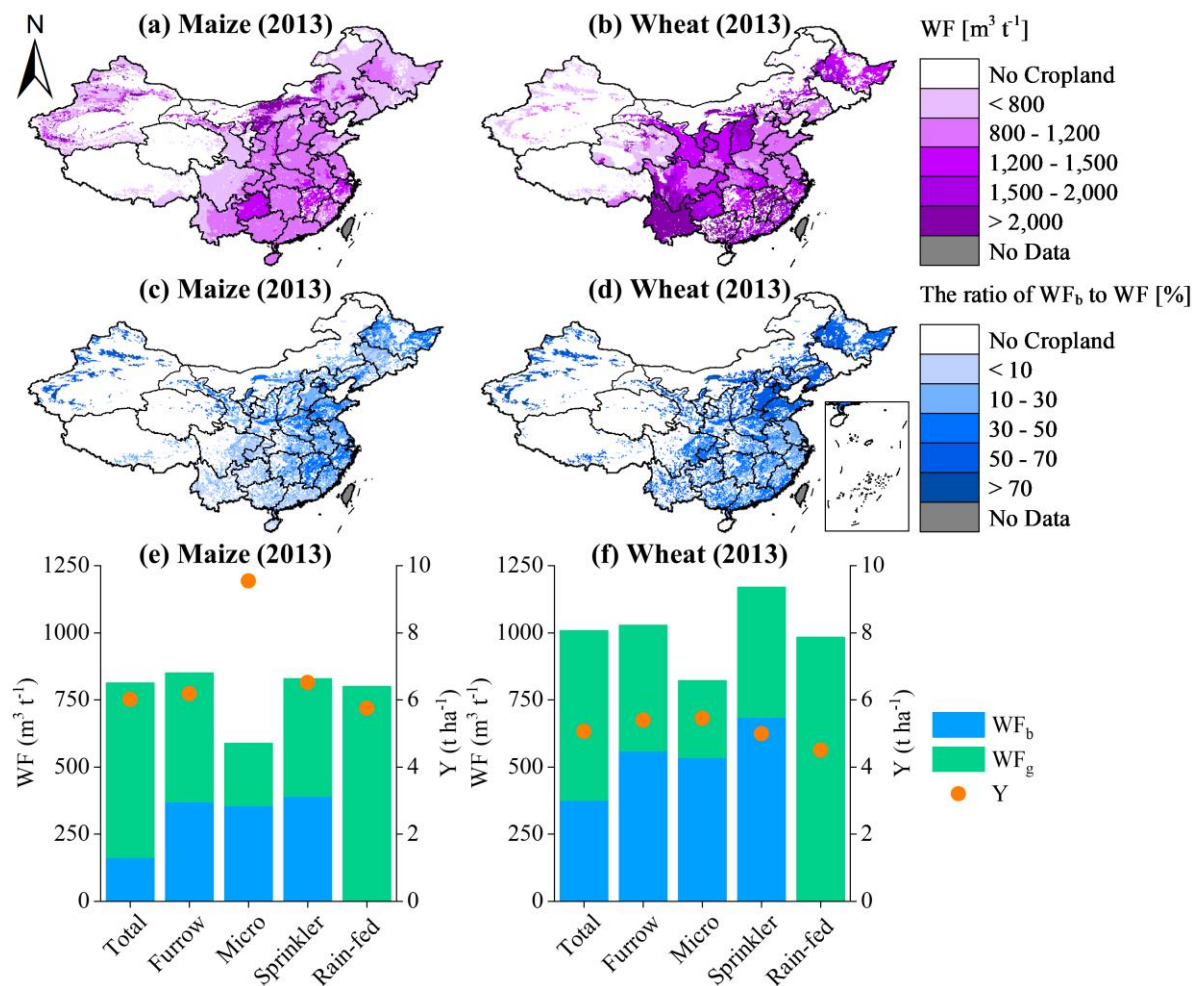 N
(a) Maize (2013)
(b) Wheat (2013)
WF [m³ t⁻¹]
No Cropland
< 800
800 - 1,200
1,200 - 1,500
1,500 - 2,000
> 2,000
No Data
(c) Maize (2013)
(d) Wheat (2013)
The ratio of WF_b to WF [%]
No Cropland
< 10
10 - 30
30 - 50
50 - 70
> 70
No Data
(e) Maize (2013)
WF (m³ t⁻¹)
1250
1000
750
500
250
0
10
8
6
4
2
0
Y (t ha⁻¹)
Total
Furrow
Micro
Sprinkler
Rain-fed
(f) Wheat (2013)
WF (m³ t⁻¹)
1250
1000
750
500
250
0
10
8
6
4
2
0
Y (t ha⁻¹)
Total
Furrow
Micro
Sprinkler
Rain-fed
WF_b
WF_g
Y